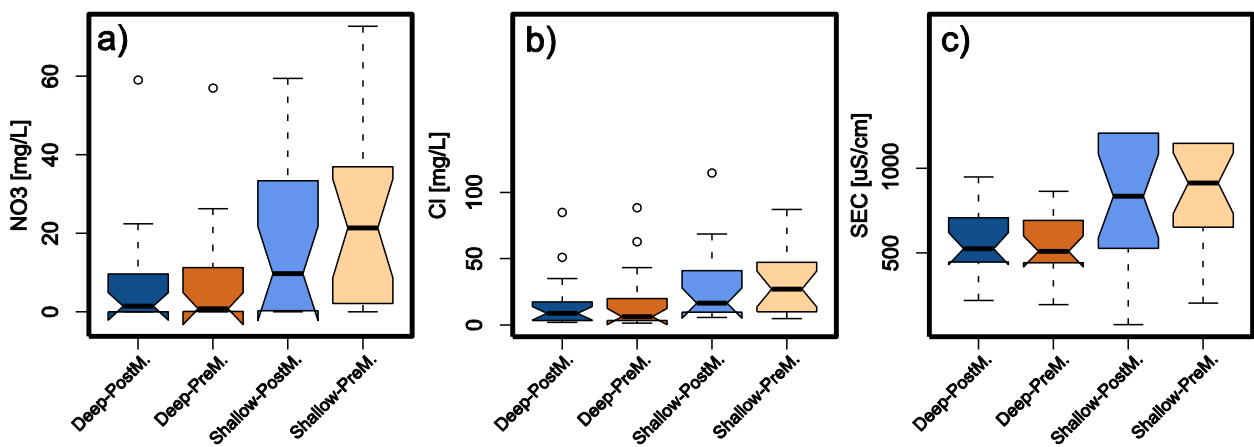 a)
NO3 [mg/L]
60
40
20
0
Deep-PostM.
Deep-PreM.
Shallow-PostM.
Shallow-PreM.
b)
Cl [mg/L]
100
50
0
Deep-PostM.
Deep-PreM.
Shallow-PostM.
Shallow-PreM.
c)
SEC [uS/cm]
1000
500
Deep-PostM.
Deep-PreM.
Shallow-PostM.
Shallow-PreM.